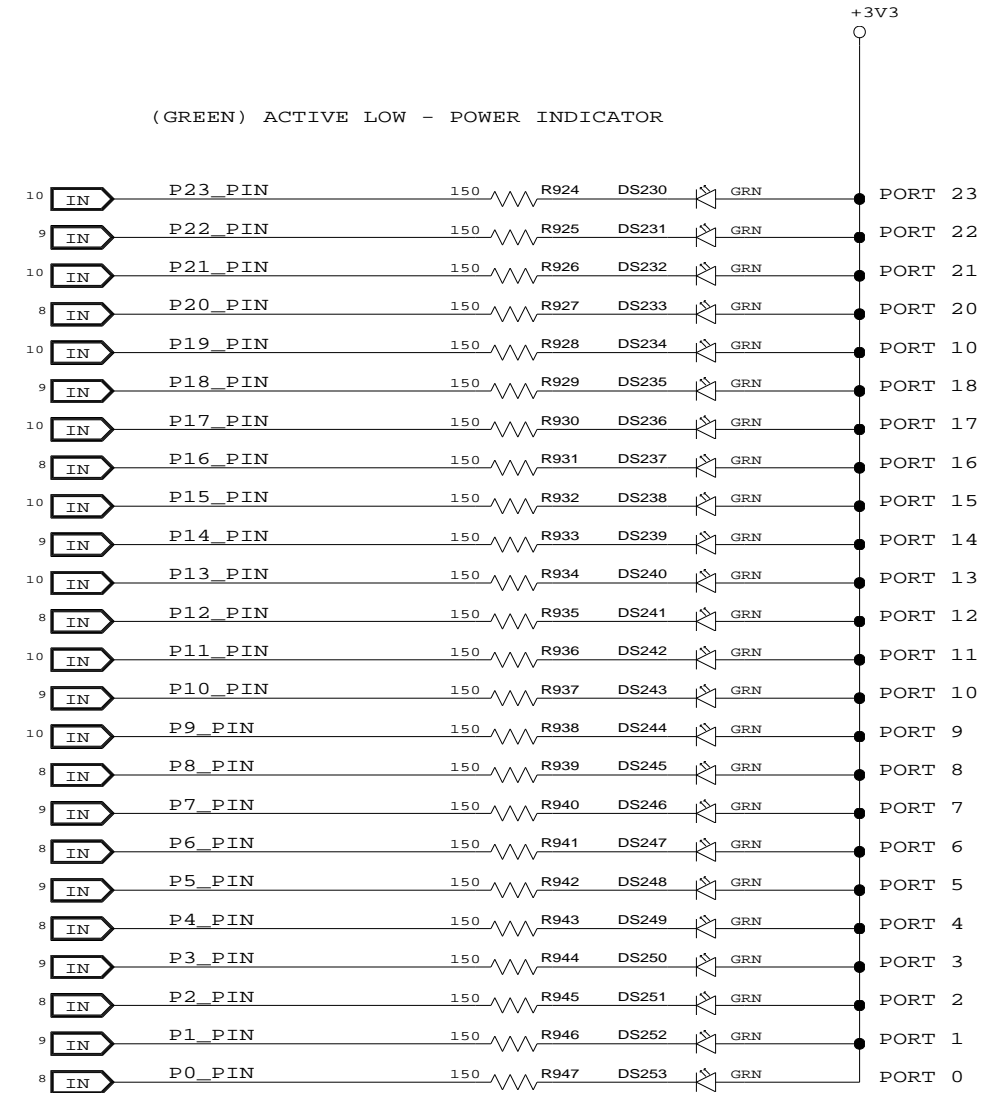 +3V3
(GREEN) ACTIVE LOW - POWER INDICATOR
10 IN P23_PIN 150 R924 DS230 GRN PORT 23
9 IN P22_PIN 150 R925 DS231 GRN PORT 22
10 IN P21_PIN 150 R926 DS232 GRN PORT 21
8 IN P20_PIN 150 R927 DS233 GRN PORT 20
10 IN P19_PIN 150 R928 DS234 GRN PORT 10
9 IN P18_PIN 150 R929 DS235 GRN PORT 18
10 IN P17_PIN 150 R930 DS236 GRN PORT 17
8 IN P16_PIN 150 R931 DS237 GRN PORT 16
10 IN P15_PIN 150 R932 DS238 GRN PORT 15
9 IN P14_PIN 150 R933 DS239 GRN PORT 14
10 IN P13_PIN 150 R934 DS240 GRN PORT 13
8 IN P12_PIN 150 R935 DS241 GRN PORT 12
10 IN P11_PIN 150 R936 DS242 GRN PORT 11
9 IN P10_PIN 150 R937 DS243 GRN PORT 10
10 IN P9_PIN 150 R938 DS244 GRN PORT 9
8 IN P8_PIN 150 R939 DS245 GRN PORT 8
9 IN P7_PIN 150 R940 DS246 GRN PORT 7
8 IN P6_PIN 150 R941 DS247 GRN PORT 6
9 IN P5_PIN 150 R942 DS248 GRN PORT 5
8 IN P4_PIN 150 R943 DS249 GRN PORT 4
9 IN P3_PIN 150 R944 DS250 GRN PORT 3
8 IN P2_PIN 150 R945 DS251 GRN PORT 2
9 IN P1_PIN 150 R946 DS252 GRN PORT 1
8 IN P0_PIN 150 R947 DS253 GRN PORT 0